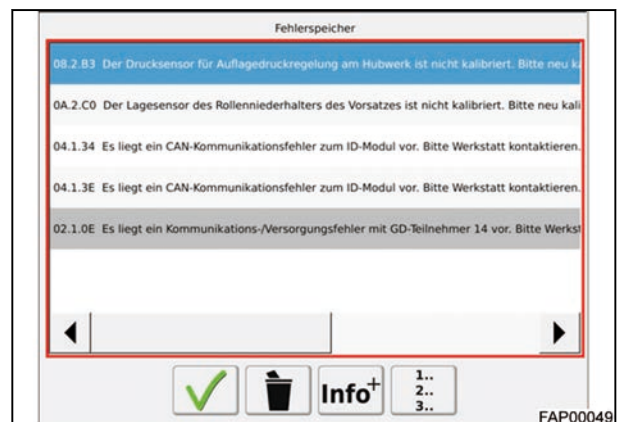 Fehlerspeicher
08.2.B3 Der Drucksensor für Auflagedruckregelung am Hubwerk ist nicht kalibriert. Bitte neu k
0A.2.C0 Der Lagesensor des Rollenniederhalters des Vorsatzes ist nicht kalibriert. Bitte neu kali
04.1.34 Es liegt ein CAN-Kommunikationsfehler zum ID-Modul vor. Bitte Werkstatt kontaktieren.
04.1.3E Es liegt ein CAN-Kommunikationsfehler zum ID-Modul vor. Bitte Werkstatt kontaktieren.
02.1.0E Es liegt ein Kommunikations-/Versorgungsfehler mit GD-Teilnehmer 14 vor. Bitte Werks
Info+
1..
2..
3..
FAP00049